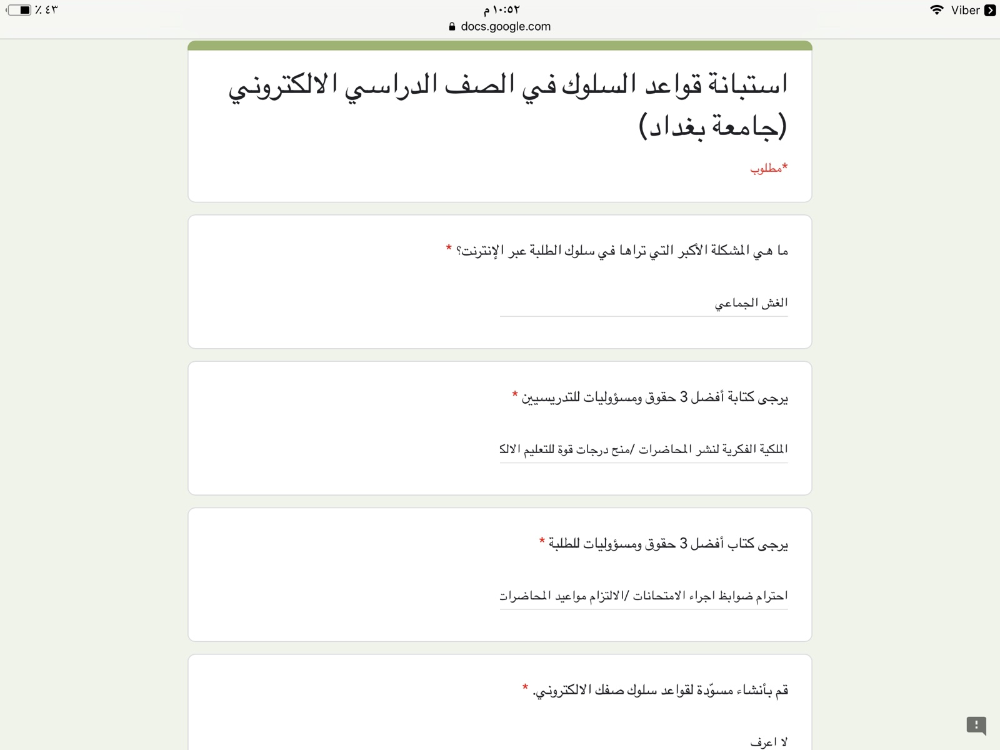 ٪ ٤٣
١٠:٥٢ م
Viber
docs.google.com
استبانة قواعد السلوك في الصف الدراسي الالكتروني
(جامعة بغداد)
*مطلوب
ما هي المشكلة الأكبر التي تراها في سلوك الطلبة عبر الإنترنت؟ *
الغش الجماعي
يرجى كتابة أفضل 3 حقوق ومسؤوليات للتدريسيين *
الملكية الفكرية لنشر المحاضرات /منح درجات قوة للتعليم الالك
يرجى كتاب أفضل 3 حقوق ومسؤوليات للطلبة *
احترام ضوابظ اجراء الامتحانات /الالتزام مواعيد المحاضرات
قم بأنشاء مسوّدة لقواعد سلوك صفك الالكتروني. *
لا اعرف